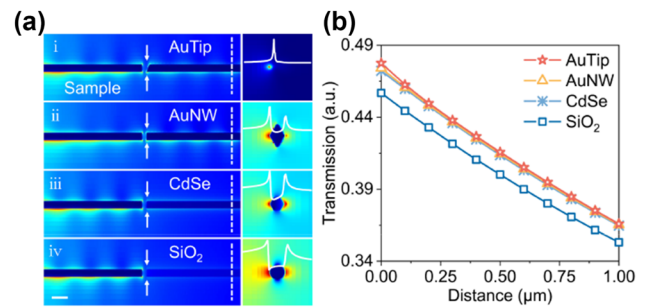 (a)
i AuTip
Sample
ii AuNW
iii CdSe
iv SiO₂
(b)
Transmission (a.u.)
0.49
0.44
0.39
0.34
AuTip
AuNW
CdSe
SiO₂
0.00 0.25 0.50 0.75 1.00
Distance (μm)